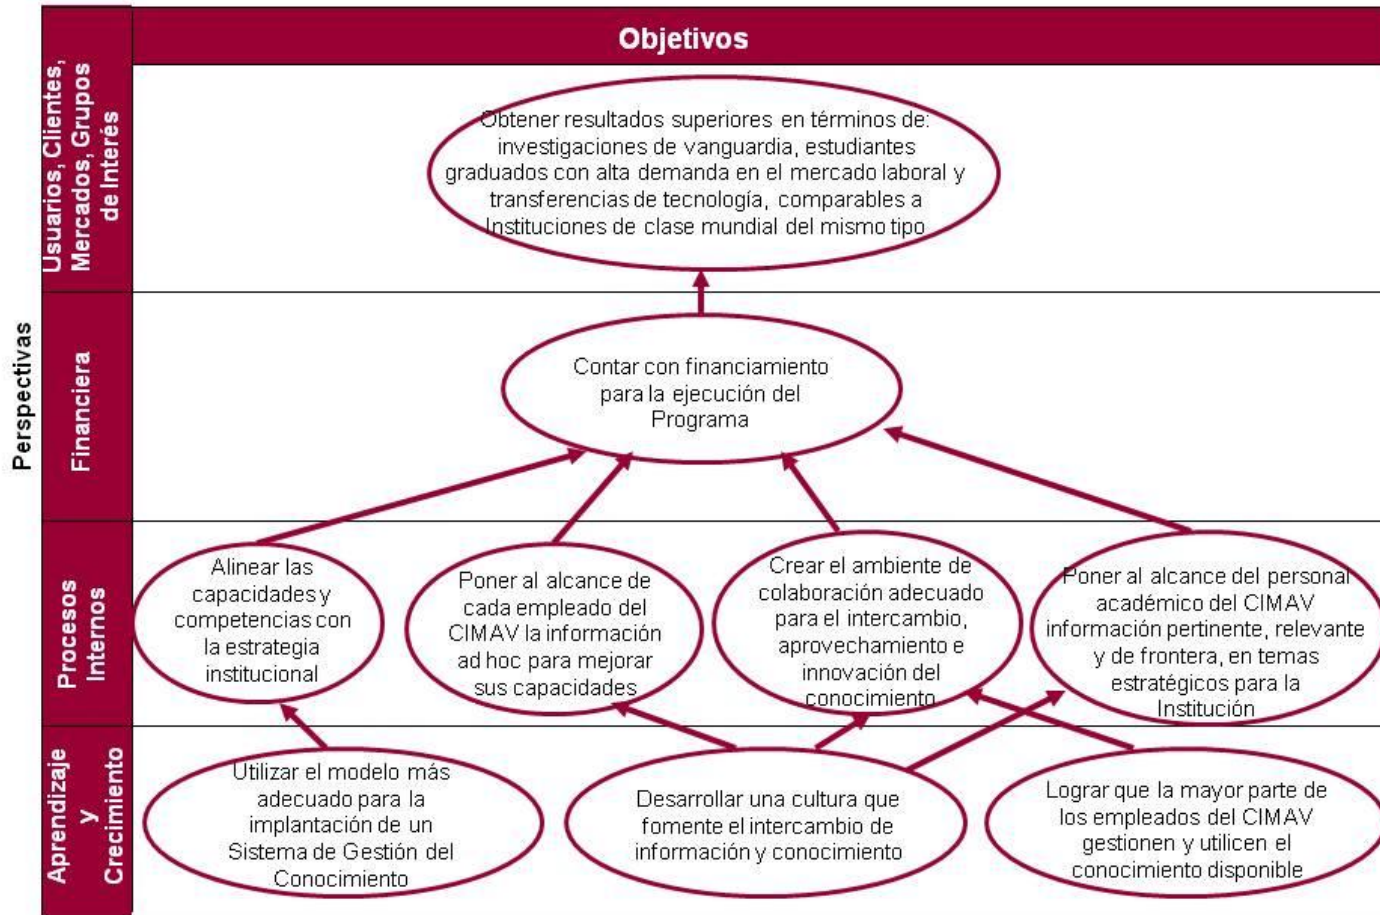 Objetivos
Perspectivas
Usuarios, Clientes,
Mercados, Grupos
de Interés
Obtener resultados superiores en términos de:
investigaciones de vanguardia, estudiantes
graduados con alta demanda en el mercado laboral y
transferencias de tecnología, comparables a
Instituciones de clase mundial del mismo tipo
Financiera
Contar con financiamiento
para la ejecución del
Programa
Procesos
Internos
Alinear las
capacidades y
competencias con
la estrategia
institucional
Poner al alcance de
cada empleado del
CIMAV la información
ad hoc para mejorar
sus capacidades
Crear el ambiente de
colaboración adecuado
para el intercambio,
aprovechamiento e
innovación del
conocimiento
Poner al alcance del personal
académico del CIMAV
información pertinente, relevante
y de frontera, en temas
estratégicos para la
Institución
Aprendizaje
y
Crecimiento
Utilizar el modelo más
adecuado para la
implantación de un
Sistema de Gestión del
Conocimiento
Desarrollar una cultura que
fomente el intercambio de
información y conocimiento
Lograr que la mayor parte de
los empleados del CIMAV
gestionen y utilicen el
conocimiento disponible